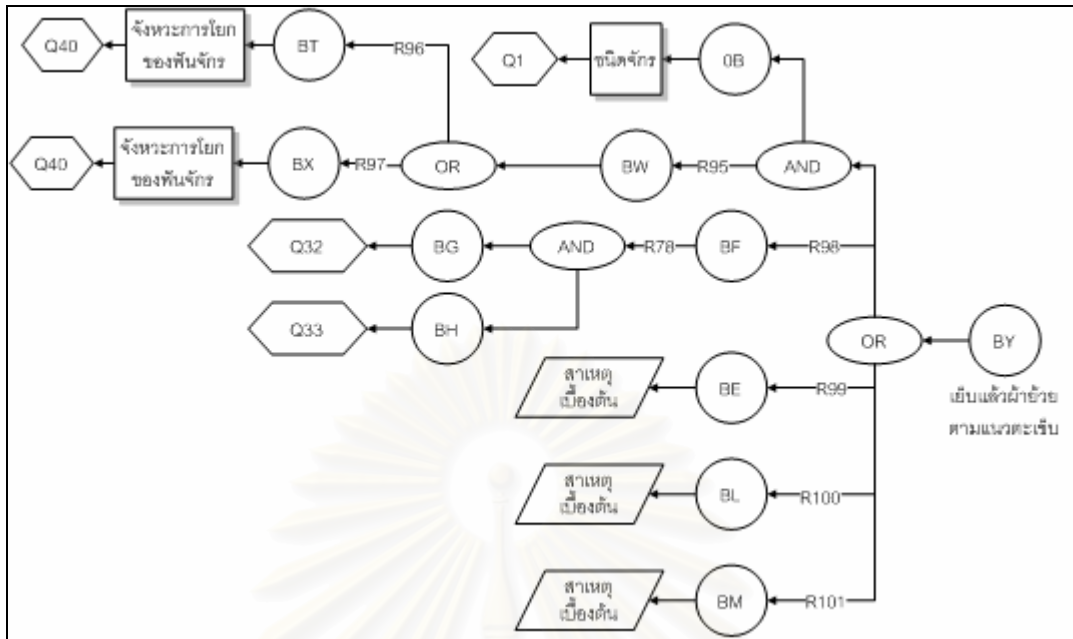 Q40
จังหวะการโยก
ของฟันจักร
BT
R96
Q1
ชนิดจักร
0B
Q40
จังหวะการโยก
ของฟันจักร
BX
R97
OR
BW
R95
AND
Q32
BG
AND
R78
BF
R98
Q33
BH
OR
BY
เย็บแล้วผ้าย้วย
ตามแนวตะเข็บ
สาเหตุ
เบื้องต้น
BE
R99
สาเหตุ
เบื้องต้น
BL
R100
สาเหตุ
เบื้องต้น
BM
R101